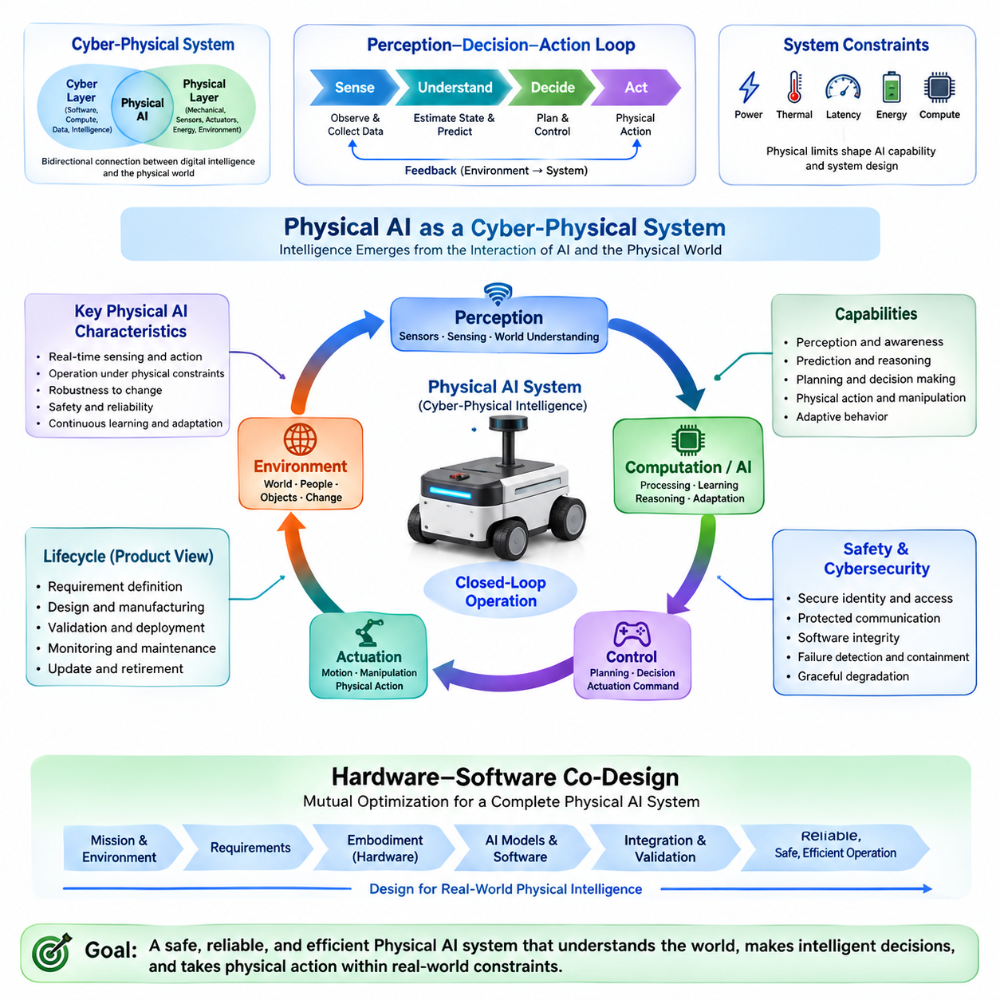 Cyber-Physical System
Cyber
Layer
(Software,
Compute,
Data, Intelligence)
Physical
AI
Physical
Layer
(Mechanical,
Sensors, Actuators,
Energy, Environment)
Bidirectional connection between digital intelligence
and the physical world
Perception–Decision–Action Loop
Sense
Understand
Decide
Act
Observe &
Collect Data
Estimate State &
Predict
Plan &
Control
Physical
Action
Feedback (Environment → System)
System Constraints
Power
Thermal
Latency
Energy
Compute
Physical limits shape AI capability
and system design
Physical AI as a Cyber-Physical System
Intelligence Emerges from the Interaction of AI and the Physical World
Key Physical AI
Characteristics
• Real-time sensing and action
• Operation under physical constraints
• Robustness to change
• Safety and reliability
• Continuous learning and adaptation
Perception
Sensors · Sensing · World Understanding
Capabilities
• Perception and awareness
• Prediction and reasoning
• Planning and decision making
• Physical action and manipulation
• Adaptive behavior
Physical AI System
(Cyber-Physical Intelligence)
Environment
World · People ·
Objects · Change
Computation / AI
Processing · Learning
Reasoning · Adaptation
Lifecycle (Product View)
• Requirement definition
• Design and manufacturing
• Validation and deployment
• Monitoring and maintenance
• Update and retirement
Closed-Loop
Operation
Safety &
Cybersecurity
• Secure identity and access
• Protected communication
• Software integrity
• Failure detection and containment
• Graceful degradation
Actuation
Motion · Manipulation
Physical Action
Control
Planning · Decision
Actuation Command
Hardware–Software Co-Design
Mutual Optimization for a Complete Physical AI System
Mission &
Environment
Requirements
Embodiment
(Hardware)
AI Models &
Software
Integration &
Validation
Reliable,
Safe, Efficient Operation
Design for Real-World Physical Intelligence
Goal: A safe, reliable, and efficient Physical AI system that understands the world, makes intelligent decisions,
and takes physical action within real-world constraints.